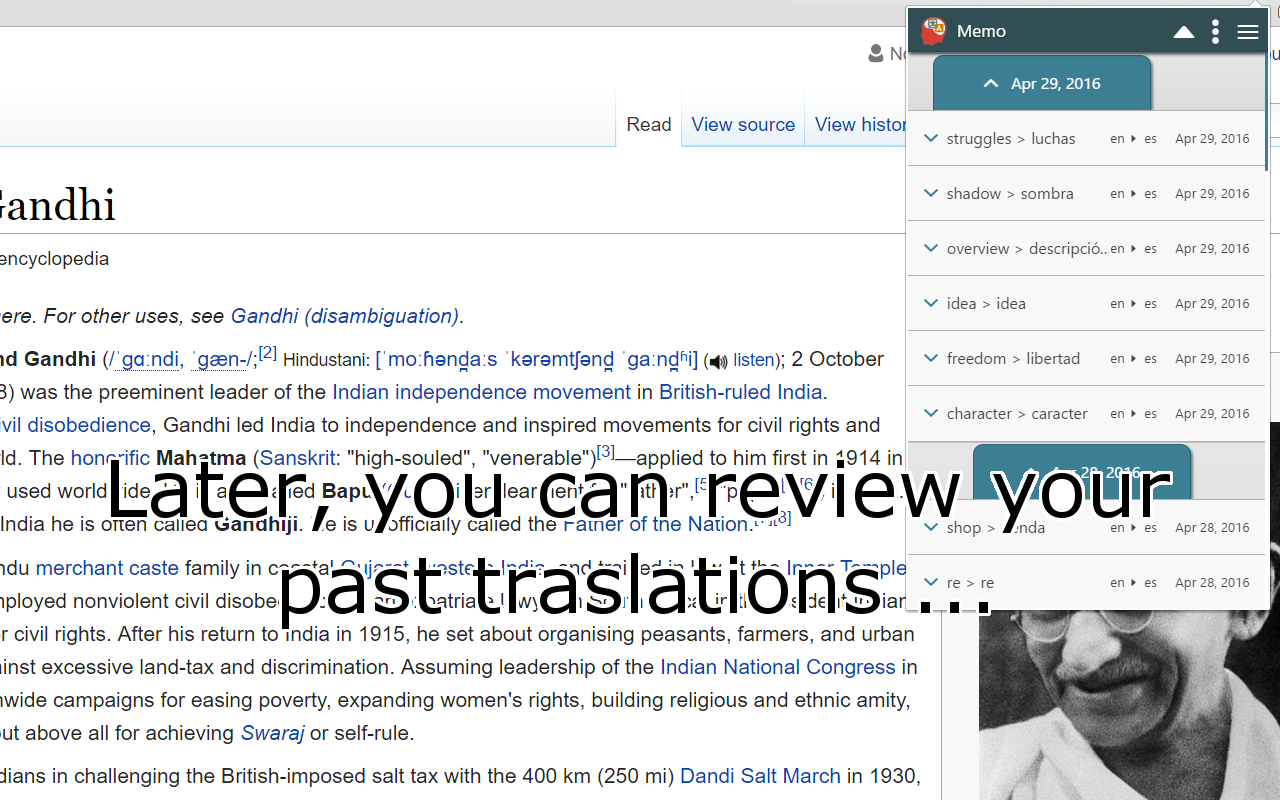 Memo
No
Apr 29, 2016
Read View source View histor
struggles > luchas en es Apr 29, 2016
shadow > sombra en es Apr 29, 2016
overview > descripció.. en es Apr 29, 2016
idea > idea en es Apr 29, 2016
freedom > libertad en es Apr 29, 2016
character > caracter en es Apr 29, 2016
Apr 28, 2016
shop > en es Apr 28, 2016
re > re en es Apr 28, 2016
Gandhi
encyclopedia
ere. For other uses, see Gandhi (disambiguation).
nd Gandhi (/ˈɡɑːndi, ˈɡæn-/;[2] Hindustani: [ˈmoːɦənd̪aːs ˈkərəmtʃənd̪ ˈɡaːnd̪ʱi] (listen); 2 October
8) was the preeminent leader of the Indian independence movement in British-ruled India.
ivil disobedience, Gandhi led India to independence and inspired movements for civil rights and
rld. The honorific Mahatma (Sanskrit: "high-souled", "venerable")[3]—applied to him first in 1914 in
used world
India he is often called Gandhiji. He is unofficially called the Father of the Nation.
Later, you can review your
past traslations ...
ndu merchant caste family in coastal Gujarat, western India, and trained in law at the Inner Temple
mployed nonviolent civil
r civil rights. After his return to India in 1915, he set about organising peasants, farmers, and urban
ainst excessive land-tax and discrimination. Assuming leadership of the Indian National Congress in
nwide campaigns for easing poverty, expanding women's rights, building religious and ethnic amity,
out above all for achieving Swaraj or self-rule.
dians in challenging the British-imposed salt tax with the 400 km (250 mi) Dandi Salt March in 1930,